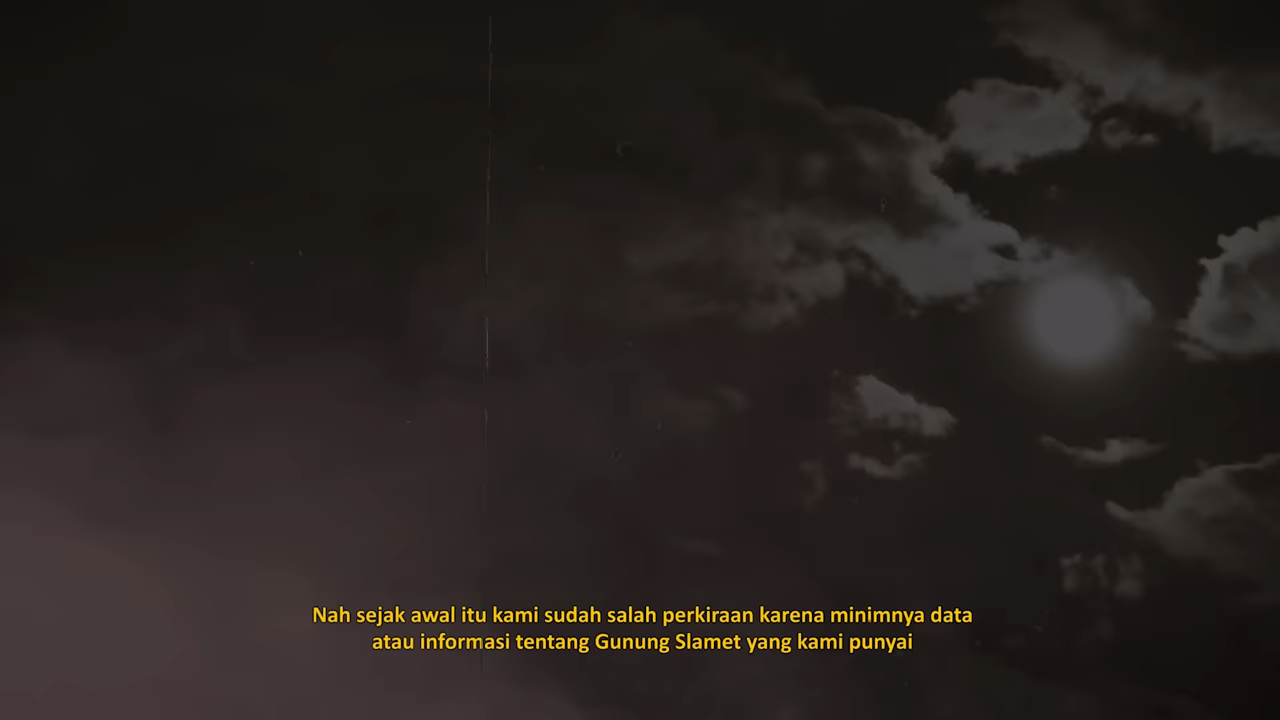 Nah sejak awal itu kami sudah salah perkiraan karena minimnya data
atau informasi tentang Gunung Slamet yang kami punyai